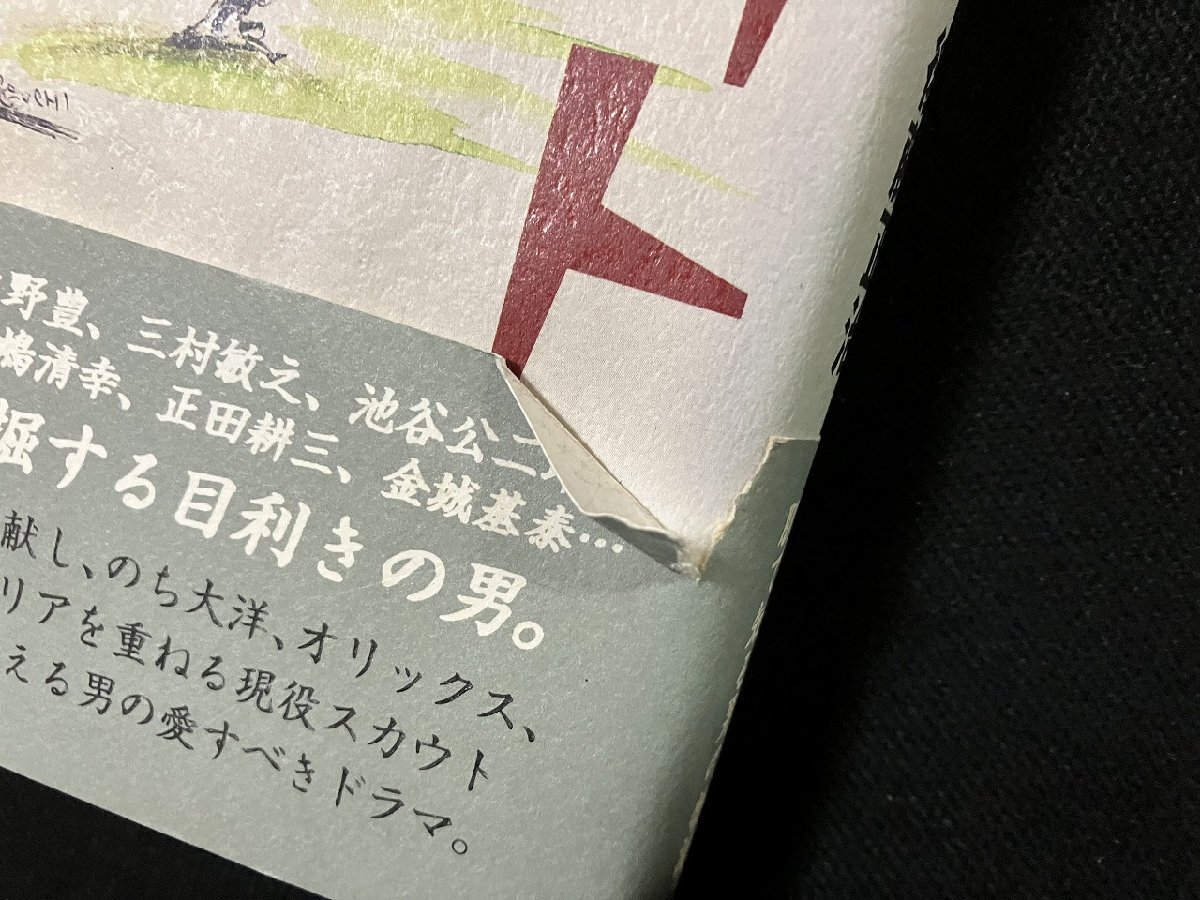 ト
野豊、三村敏之、池谷公二
嶋清幸、正田耕三、金城基泰…
掘する目利きの男。
献し、のち大洋、オリックス、
リアを重ねる現役スカウト
える男の愛すべきドラマ。